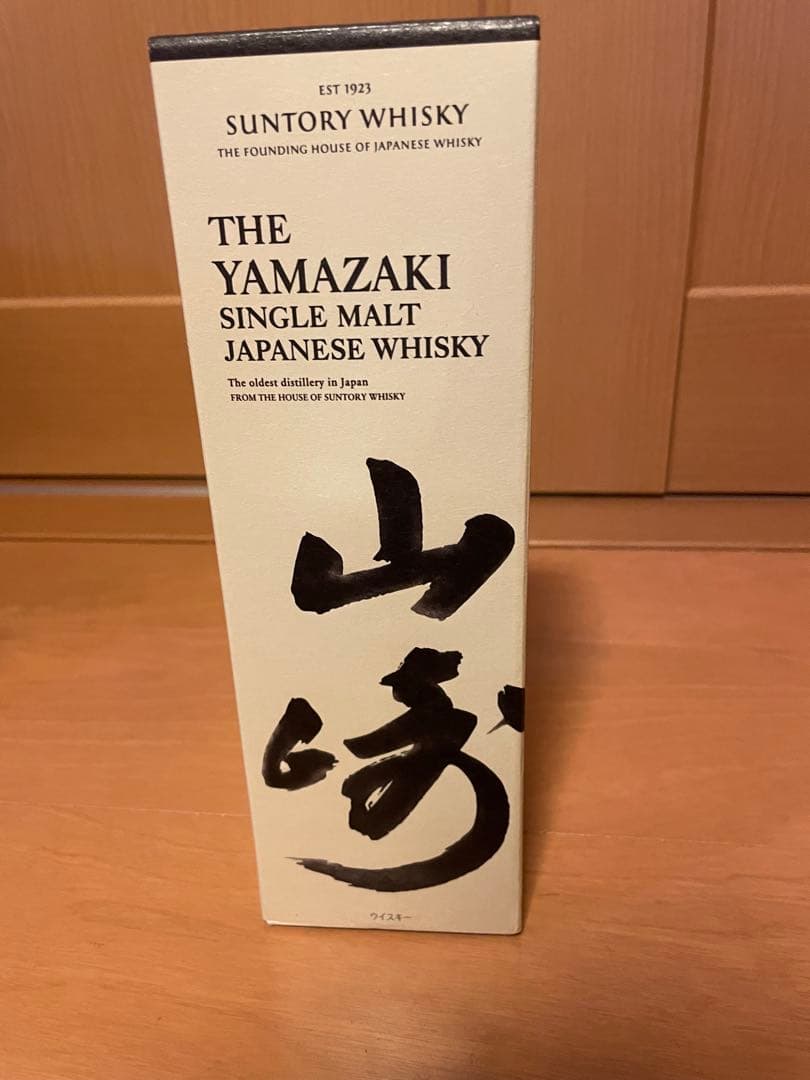 EST 1923
SUNTORY WHISKY
THE FOUNDING HOUSE OF JAPANESE WHISKY
THE
YAMAZAKI
SINGLE MALT
JAPANESE WHISKY
The oldest distillery in Japan
FROM THE HOUSE OF SUNTORY WHISKY
山
崎
ウイスキー